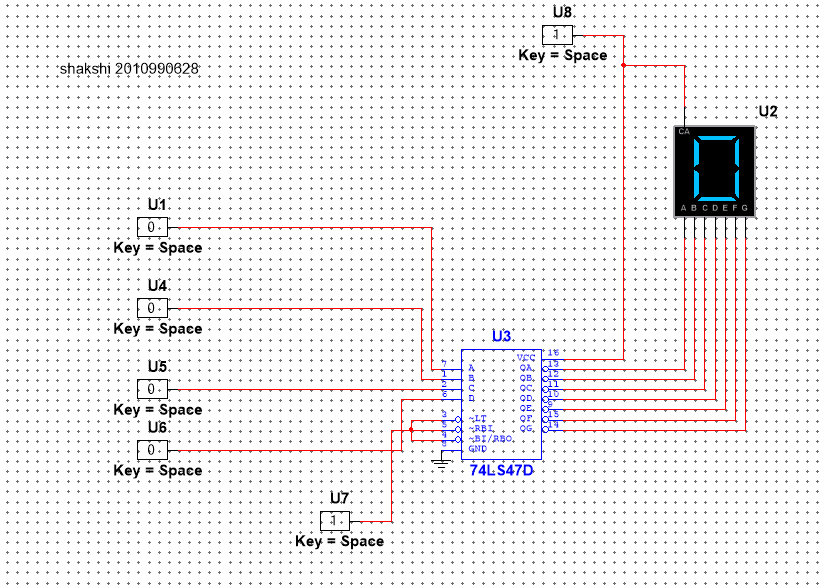 U8
1
Key = Space
shakshi 2010990628
U2
CA
A B C D E F G
U1
0
Key = Space
U4
0
Key = Space
U3
U5
0
Key = Space
U6
0
Key = Space
7 A
1 B
2 C
6 D
3 ~LT
5 ~RBI
4 ~BI/RBO
8 GND
VCC 16
QA 13
QB 12
QC 11
QD 10
QE 9
QF 15
QG 14
74LS47D
U7
1
Key = Space